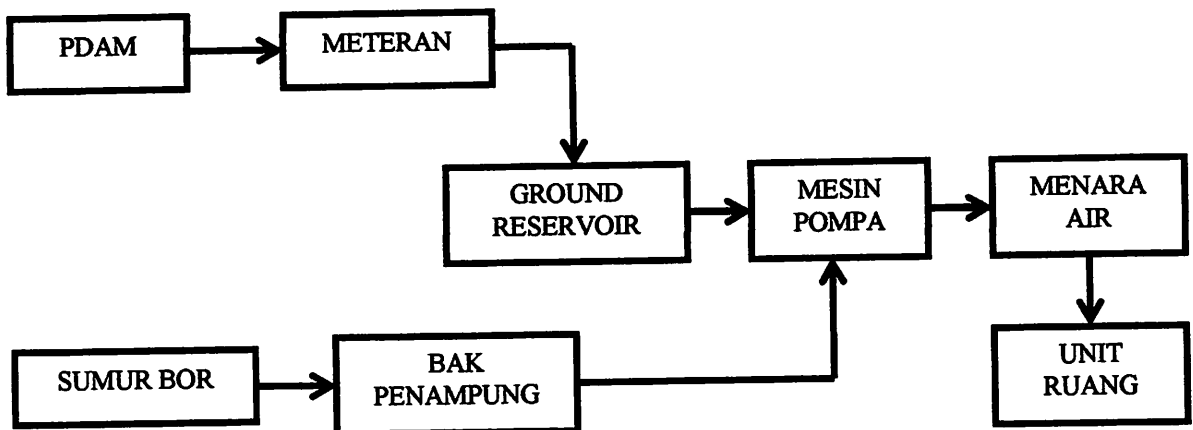 PDAM
METERAN
GROUND
RESERVOIR
MESIN
POMPA
MENARA
AIR
SUMUR BOR
BAK
PENAMPUNG
UNIT
RUANG